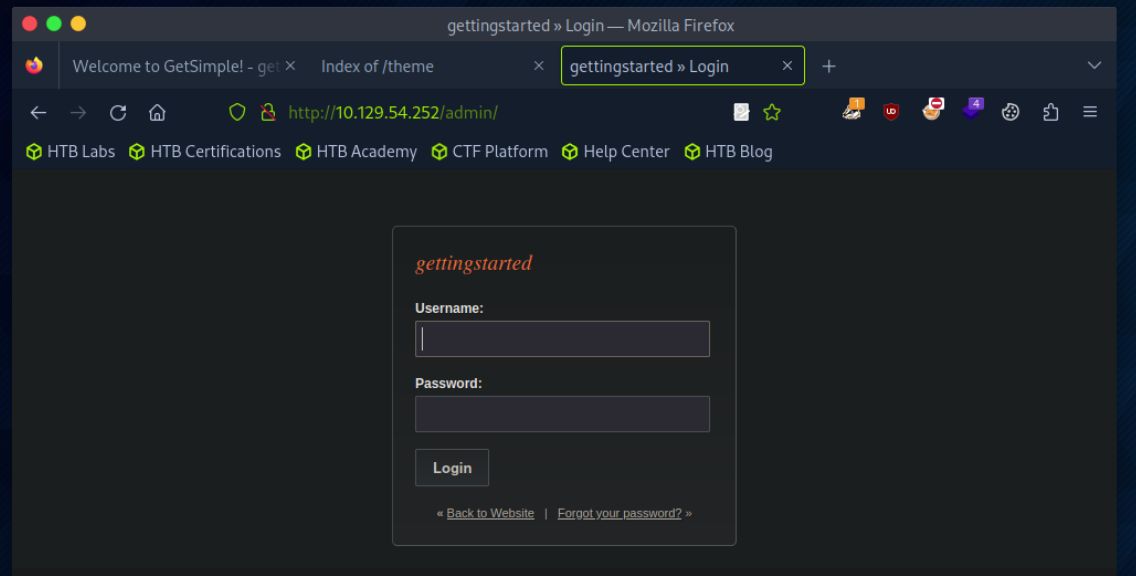 gettingstarted » Login — Mozilla Firefox
Welcome to GetSimple! - get Index of /theme gettingstarted » Login
http://10.129.54.252/admin/ 1 4
HTB Labs HTB Certifications HTB Academy CTF Platform Help Center HTB Blog
gettingstarted
Username:
Password:
Login
« Back to Website | Forgot your password? »